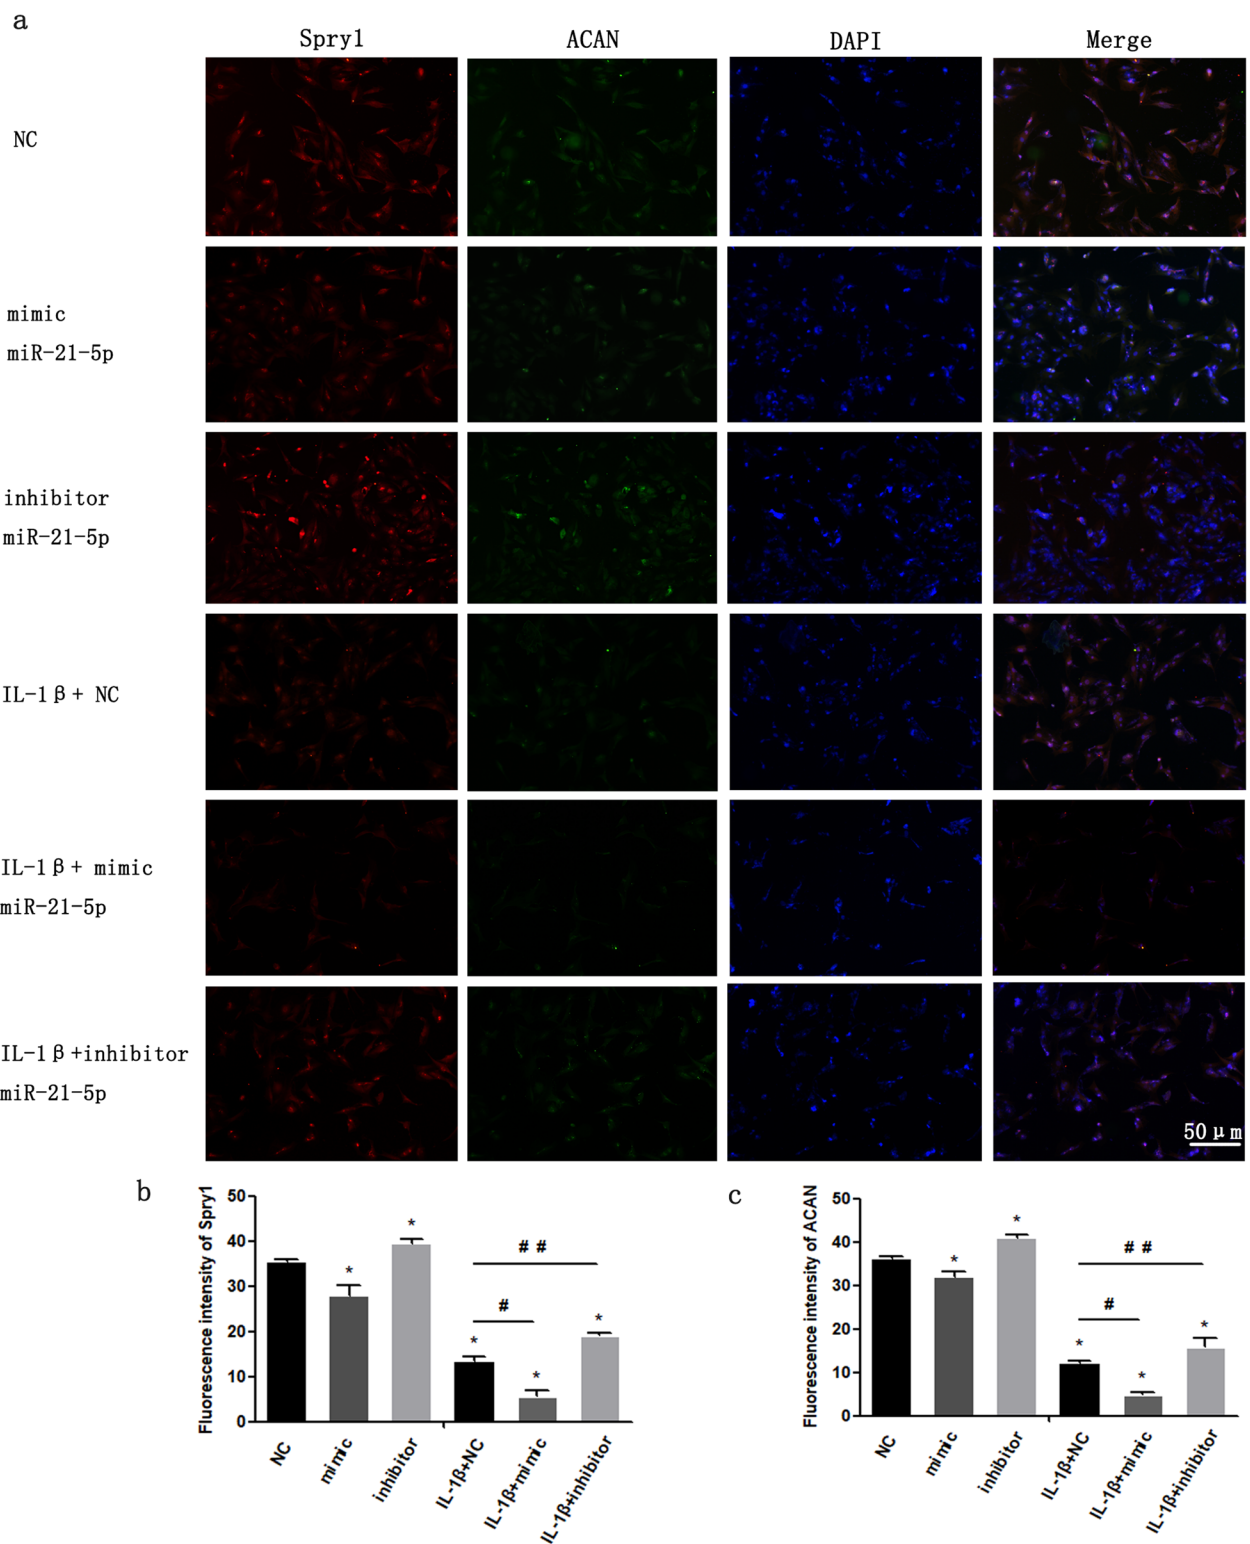 a
Spry1 ACAN DAPI Merge
NC
mimic
miR-21-5p
inhibitor
miR-21-5p
IL-1β+ NC
IL-1β+ mimic
miR-21-5p
IL-1β+inhibitor
miR-21-5p
50 μm
b
Fluorescence intensity of Spry1
50
40
30
20
10
0
*
*
*
*
*
#
# #
NC
mimic
inhibitor
IL-1β+NC
IL-1β+mimic
IL-1β+inhibitor
c
Fluorescence intensity of ACAN
50
40
30
20
10
0
*
*
*
*
*
#
# #
NC
mimic
inhibitor
IL-1β+NC
IL-1β+mimic
IL-1β+inhibitor